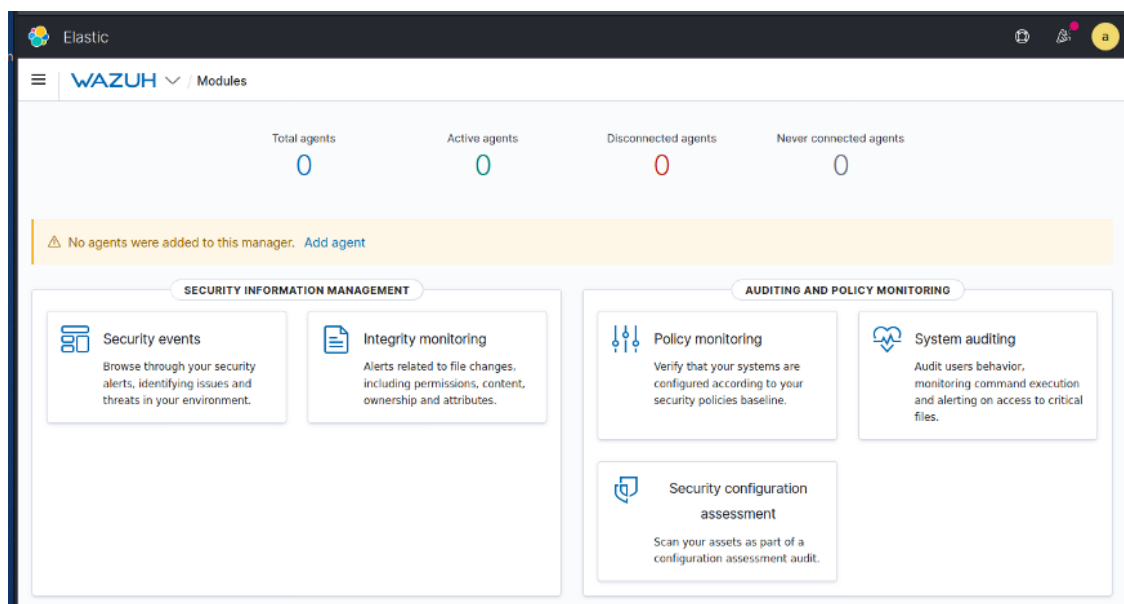 Elastic
a
WAZUH / Modules
Total agents
0
Active agents
0
Disconnected agents
0
Never connected agents
0
No agents were added to this manager. Add agent
SECURITY INFORMATION MANAGEMENT
Security events
Browse through your security
alerts, identifying issues and
threats in your environment.
Integrity monitoring
Alerts related to file changes,
including permissions, content,
ownership and attributes.
AUDITING AND POLICY MONITORING
Policy monitoring
Verify that your systems are
configured according to your
security policies baseline.
System auditing
Audit users behavior,
monitoring command execution
and alerting on access to critical
files.
Security configuration
assessment
Scan your assets as part of a
configuration assessment audit.